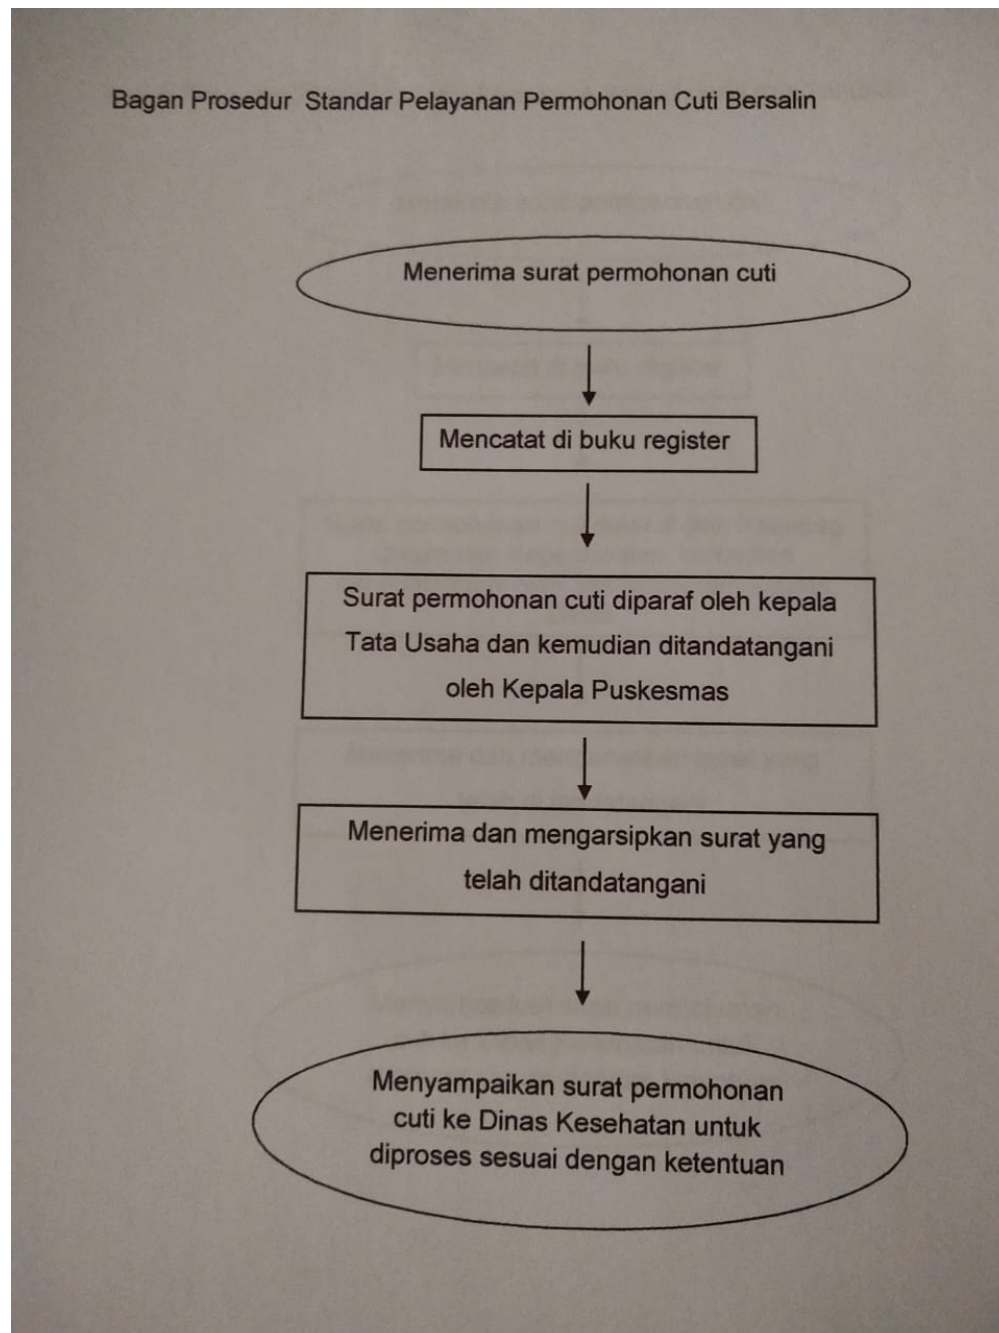 Bagan Prosedur Standar Pelayanan Permohonan Cuti Bersalin
Menerima surat permohonan cuti
Mencatat di buku register
Surat permohonan cuti diparaf oleh kepala
Tata Usaha dan kemudian ditandatangani
oleh Kepala Puskesmas
Menerima dan mengarsipkan surat yang
telah ditandatangani
Menyampaikan surat permohonan
cuti ke Dinas Kesehatan untuk
diproses sesuai dengan ketentuan